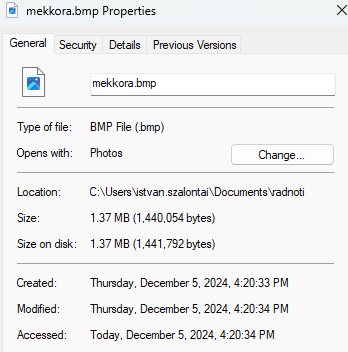 mekkora.bmp Properties
General Security Details Previous Versions
mekkora.bmp
Type of file: BMP File (.bmp)
Opens with: Photos Change...
Location: C:\Users\istvan.szalontai\Documents\radnoti
Size: 1.37 MB (1,440,054 bytes)
Size on disk: 1.37 MB (1,441,792 bytes)
Created: Thursday, December 5, 2024, 4:20:33 PM
Modified: Thursday, December 5, 2024, 4:20:34 PM
Accessed: Today, December 5, 2024, 4:20:34 PM